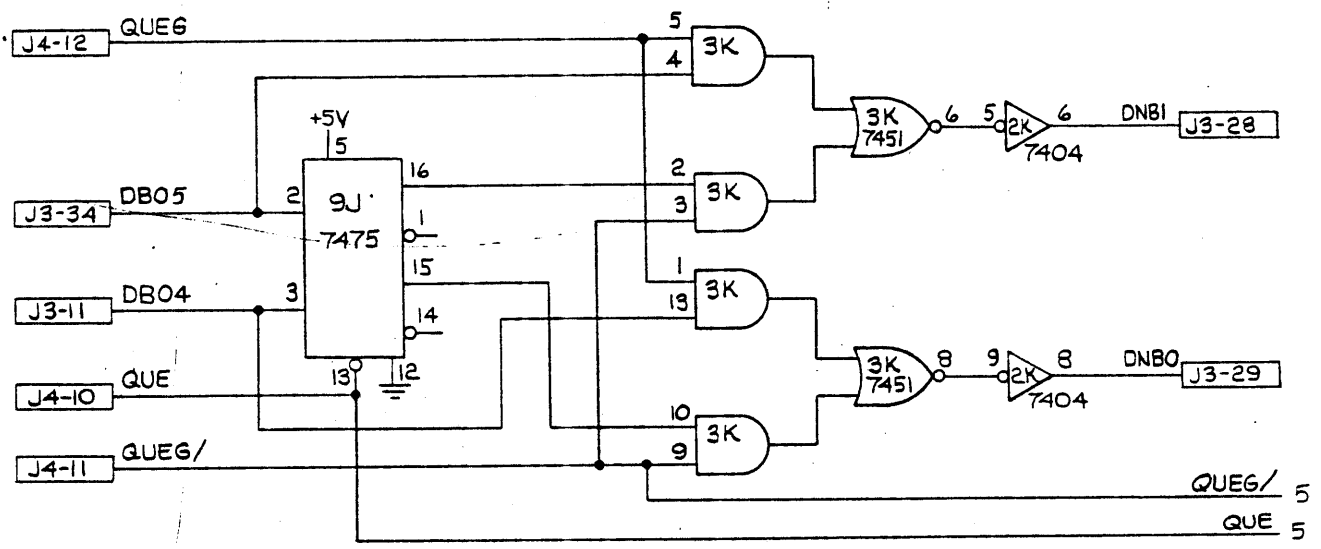 J4-12 QUEG 5 4 3K
+5V 5
J3-34 DB05 2 9J 7475 16 1 15 14 13 12
2 3 3K
3K 7451 6 5 2K 6 7404 DNB1 J3-28
J3-11 DB04 3
1 13 3K
J4-10 QUE
3K 7451 8 9 2K 8 7404 DNB0 J3-29
J4-11 QUEG/
10 9 3K
QUEG/ 5
QUE 5